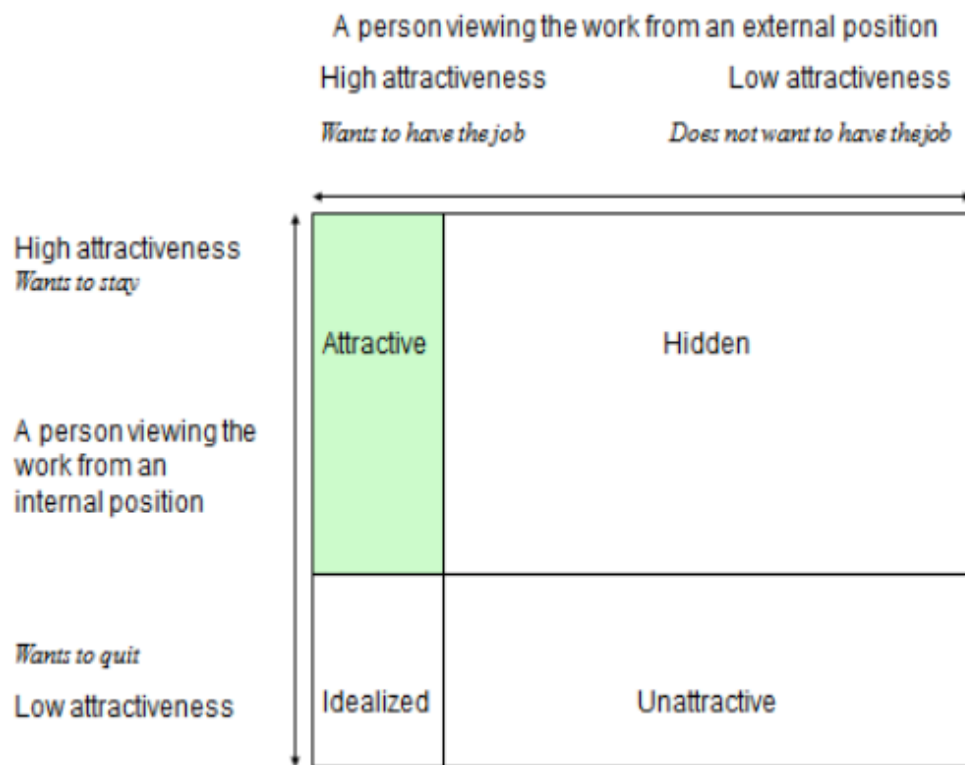 A person viewing the work from an external position
High attractiveness Low attractiveness
Wants to have the job Does not want to have the job
High attractiveness
Wants to stay
Attractive Hidden
A person viewing the
work from an
internal position
Wants to quit
Low attractiveness
Idealized Unattractive